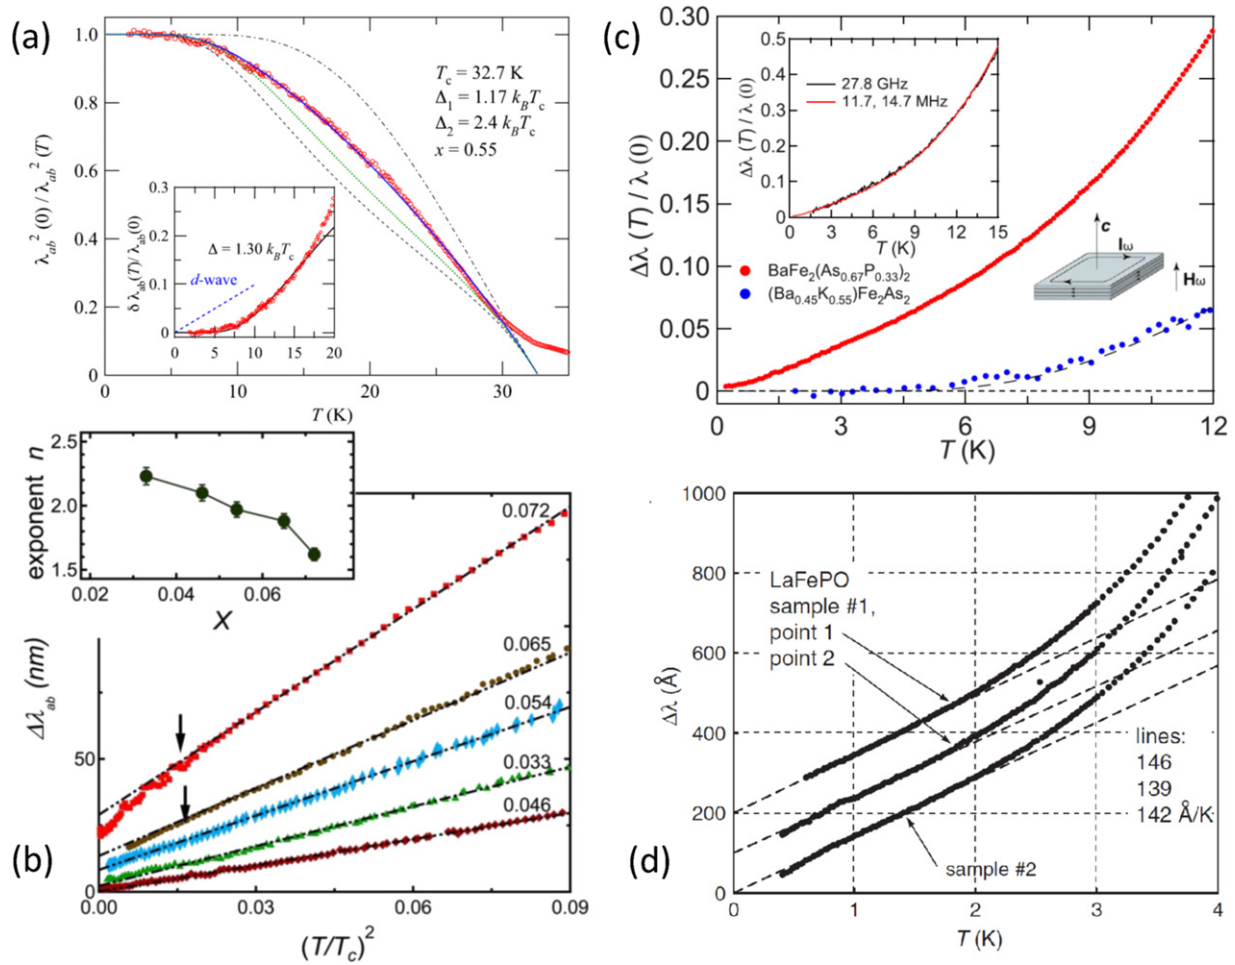 (a)
1.0
0.8
0.6
0.4
0.2
0
λab²(0) / λab²(T)
Tc = 32.7 K
Δ1 = 1.17 kBTc
Δ2 = 2.4 kBTc
x = 0.55
0.3
0.2
0.1
0.0
δλab(T)/λab(0)
Δ = 1.30 kBTc
d-wave
0 5 10 15 20
0 10 20 30
T (K)
(c)
0.30
0.25
0.20
0.15
0.10
0.05
0
Δλ (T) / λ (0)
0.5
0.4
0.3
0.2
0.1
0
Δλ (T) / λ (0)
27.8 GHz
11.7, 14.7 MHz
0 3 6 9 12 15
T (K)
BaFe2(As0.67P0.33)2
(Ba0.45K0.55)Fe2As2
c
Iω
Hω
0 3 6 9 12
T (K)
(b)
2.5
2.0
1.5
exponent n
0.02 0.04 0.06
X
0.072
0.065
0.054
0.033
0.046
Δλab (nm)
50
0
0.00 0.03 0.06 0.09
(T/Tc)²
(d)
1000
800
600
400
200
0
Δλ (Å)
LaFePO
sample #1,
point 1
point 2
lines:
146
139
142 Å/K
sample #2
0 1 2 3 4
T (K)